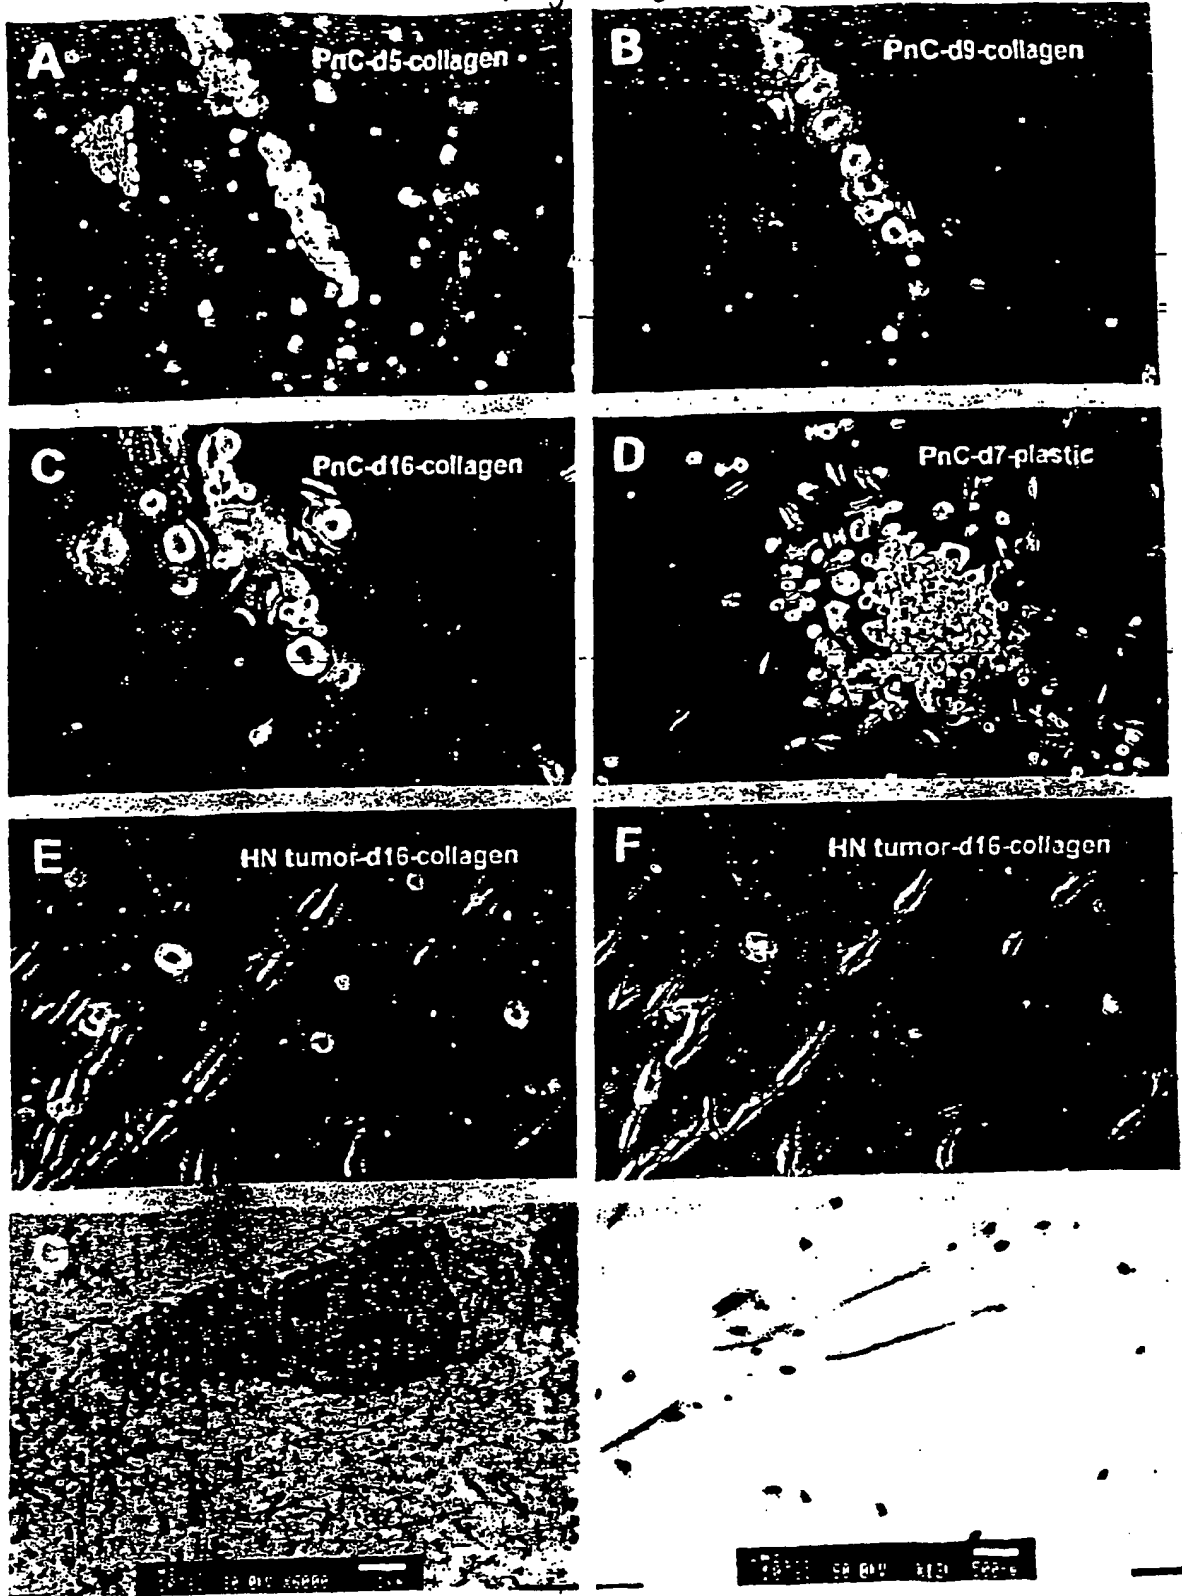 A PnC-d5-collagen
B PnC-d9-collagen
C PnC-d16-collagen
D PnC-d7-plastic
E HN tumor-d16-collagen
F HN tumor-d16-collagen
G